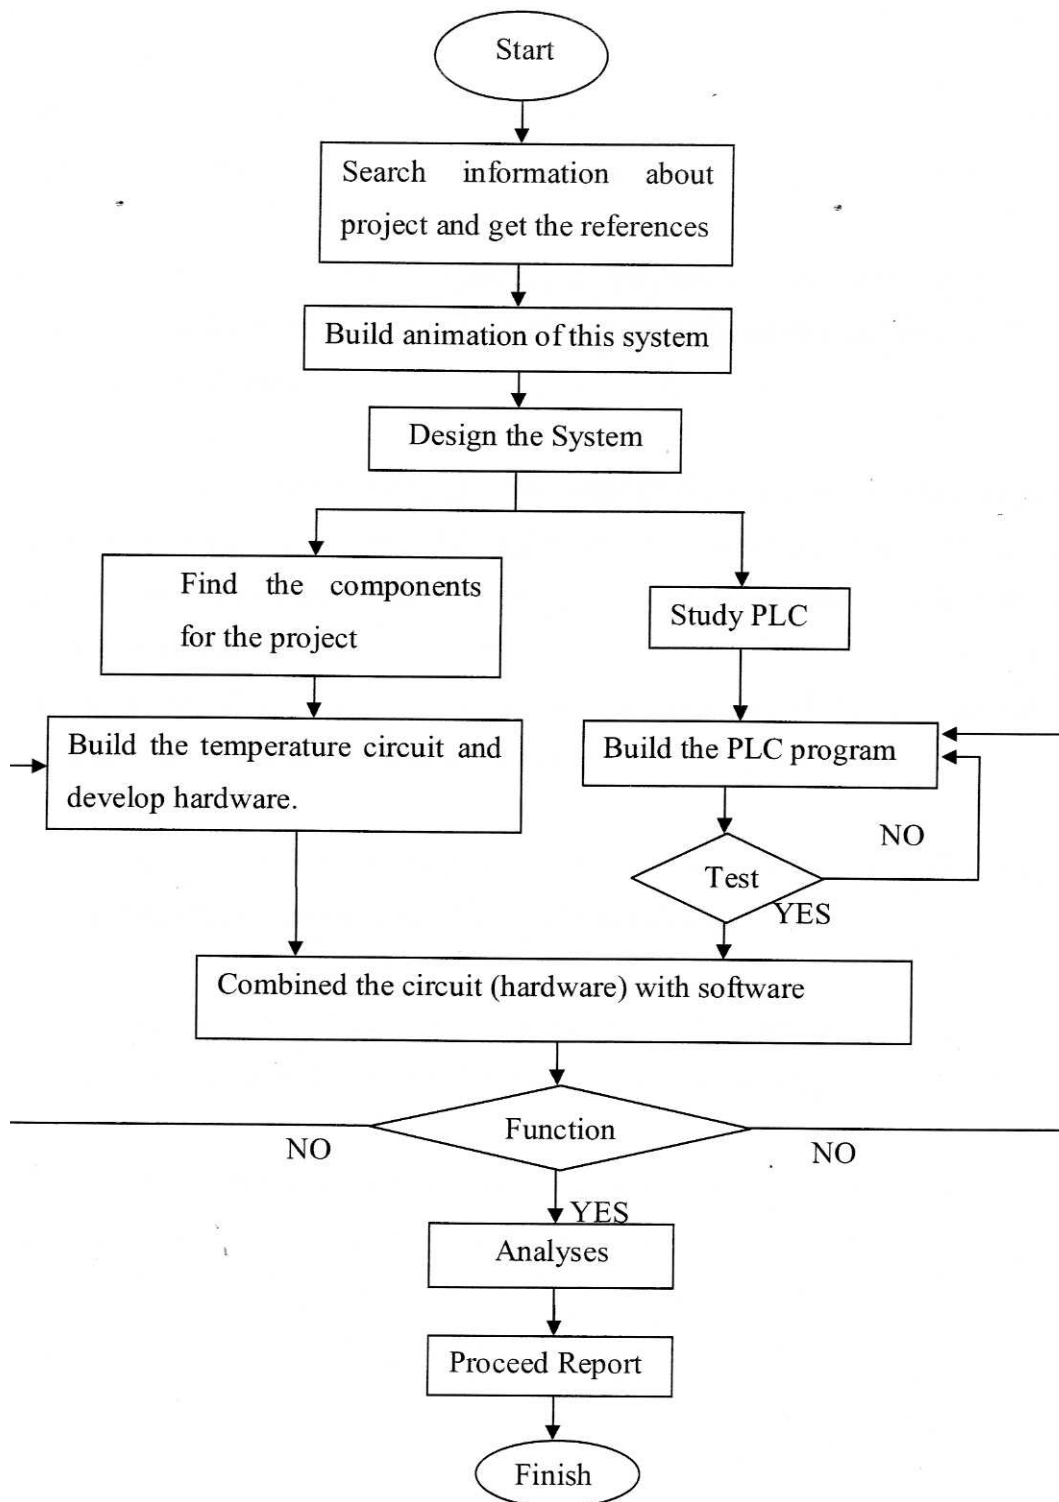 Start
Search information about
project and get the references
Build animation of this system
Design the System
Find the components
for the project
Study PLC
Build the temperature circuit and
develop hardware.
Build the PLC program
NO
Test
YES
Combined the circuit (hardware) with software
Function
NO
NO
YES
Analyses
Proceed Report
Finish